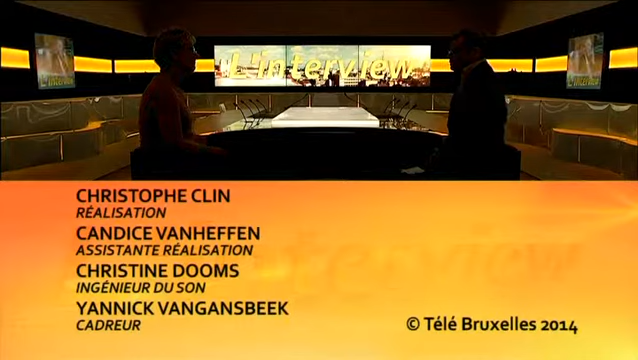 L'interview
CHRISTOPHE CLIN
RÉALISATION
CANDICE VANHEFFEN
ASSISTANTE RÉALISATION
CHRISTINE DOOMS
INGÉNIEUR DU SON
YANNICK VANGANSBEEK
CADREUR
© Télé Bruxelles 2014